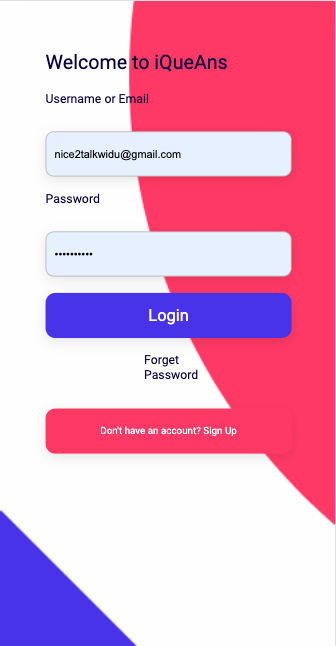 Welcome to iQueAns
Username or Email
nice2talkwidu@gmail.com
Password
••••••••••
Login
Forget
Password
Don't have an account? Sign Up